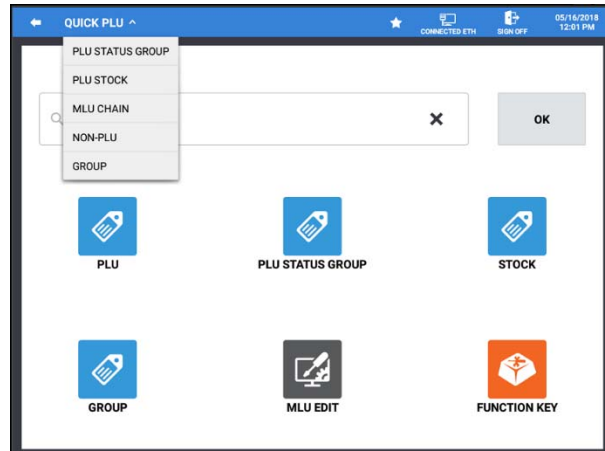 QUICK PLU
CONNECTED ETH
SIGN OFF
05/16/2018
12:01 PM
PLU STATUS GROUP
PLU STOCK
MLU CHAIN
NON-PLU
GROUP
OK
PLU
PLU STATUS GROUP
STOCK
GROUP
MLU EDIT
FUNCTION KEY